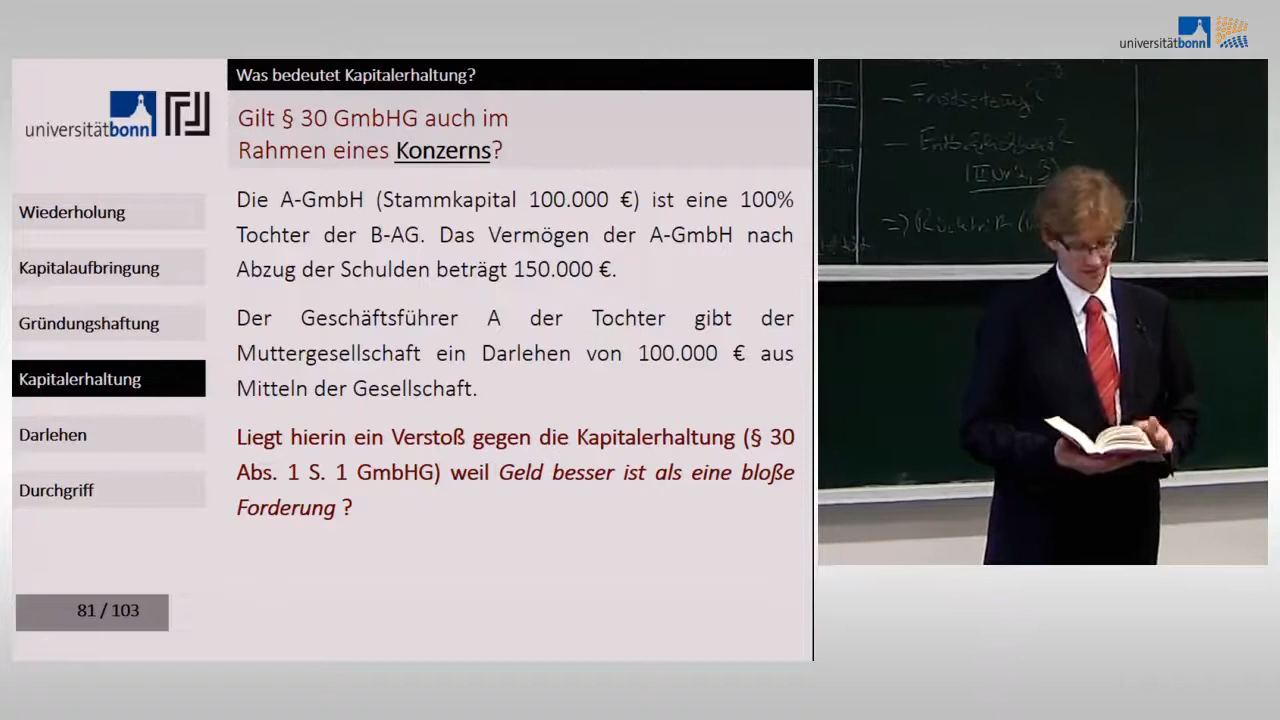 universitätbonn
Was bedeutet Kapitalerhaltung?
universitätbonn
Gilt § 30 GmbHG auch im
Rahmen eines Konzerns?
Wiederholung
Kapitalaufbringung
Gründungshaftung
Kapitalerhaltung
Darlehen
Durchgriff
81 / 103
Die A-GmbH (Stammkapital 100.000 €) ist eine 100%
Tochter der B-AG. Das Vermögen der A-GmbH nach
Abzug der Schulden beträgt 150.000 €.
Der Geschäftsführer A der Tochter gibt der
Muttergesellschaft ein Darlehen von 100.000 € aus
Mitteln der Gesellschaft.
Liegt hierin ein Verstoß gegen die Kapitalerhaltung (§ 30
Abs. 1 S. 1 GmbHG) weil Geld besser ist als eine bloße
Forderung ?
– Fristsetzung?